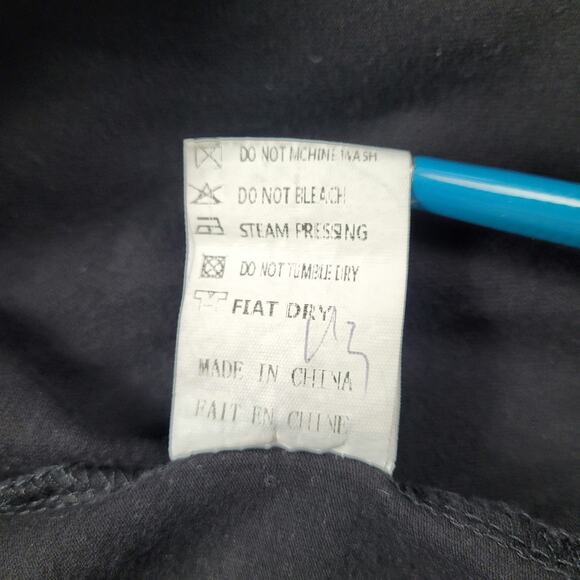 DO NOT MCHINE WASH
DO NOT BLEACH
STEAM PRESSING
DO NOT TUMBLE DRY
FIAT DRY
MADE IN CHINA
FAIT EN CHINE